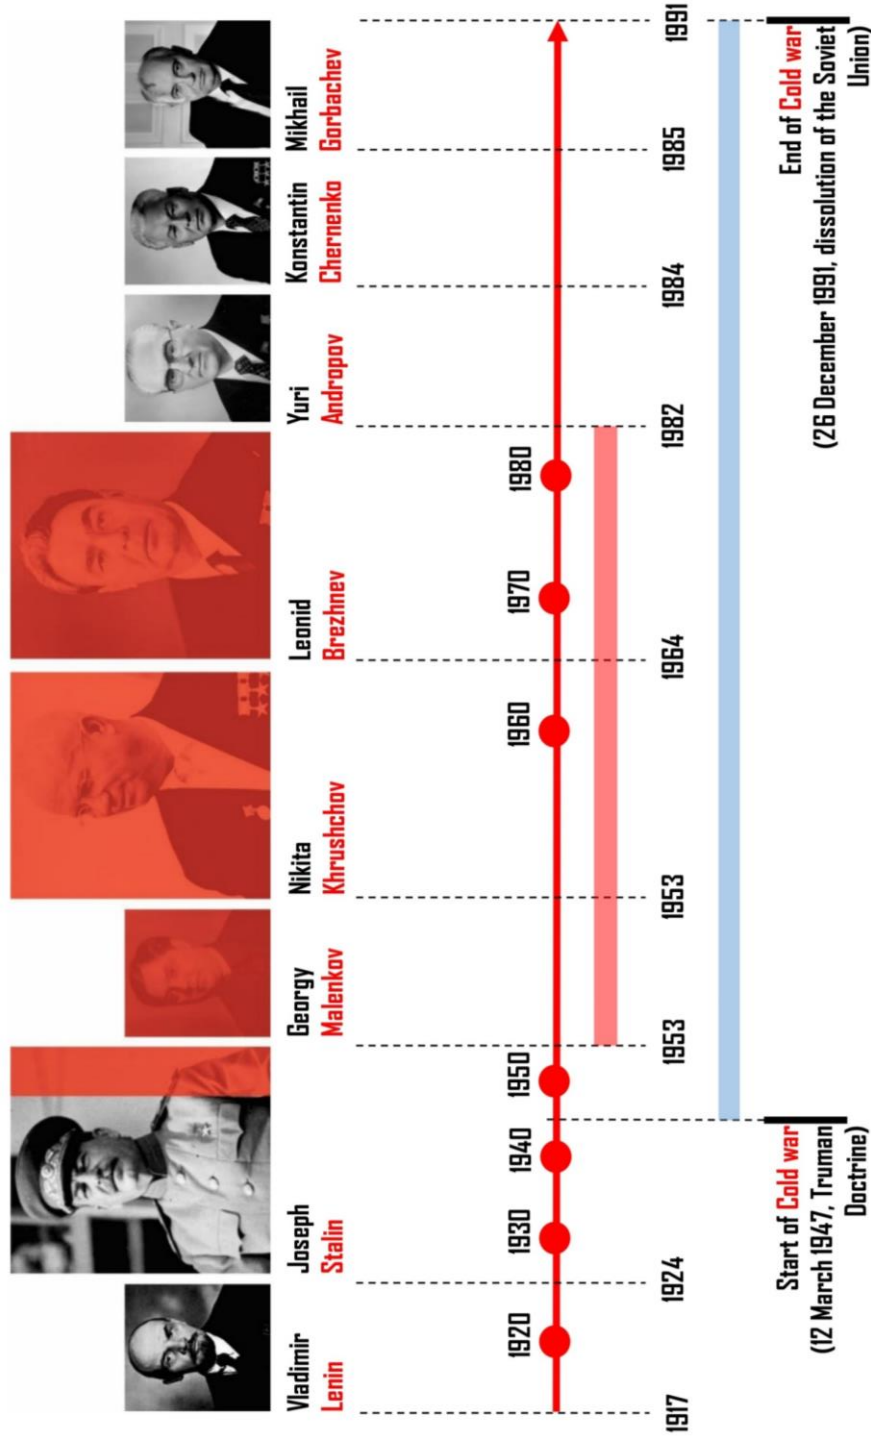 Vladimir
Lenin
Joseph
Stalin
Georgy
Malenkov
Nikita
Khrushchov
Leonid
Brezhnev
Yuri
Andropov
Konstantin
Chernenko
Mikhail
Gorbachev
1920
1930
1940
1950
1960
1970
1980
1917
1924
1953
1953
1964
1982
1984
1985
1991
Start of Cold war
(12 March 1947, Truman
Doctrine)
End of Cold war
(26 December 1991, dissolution of the Soviet
Union)